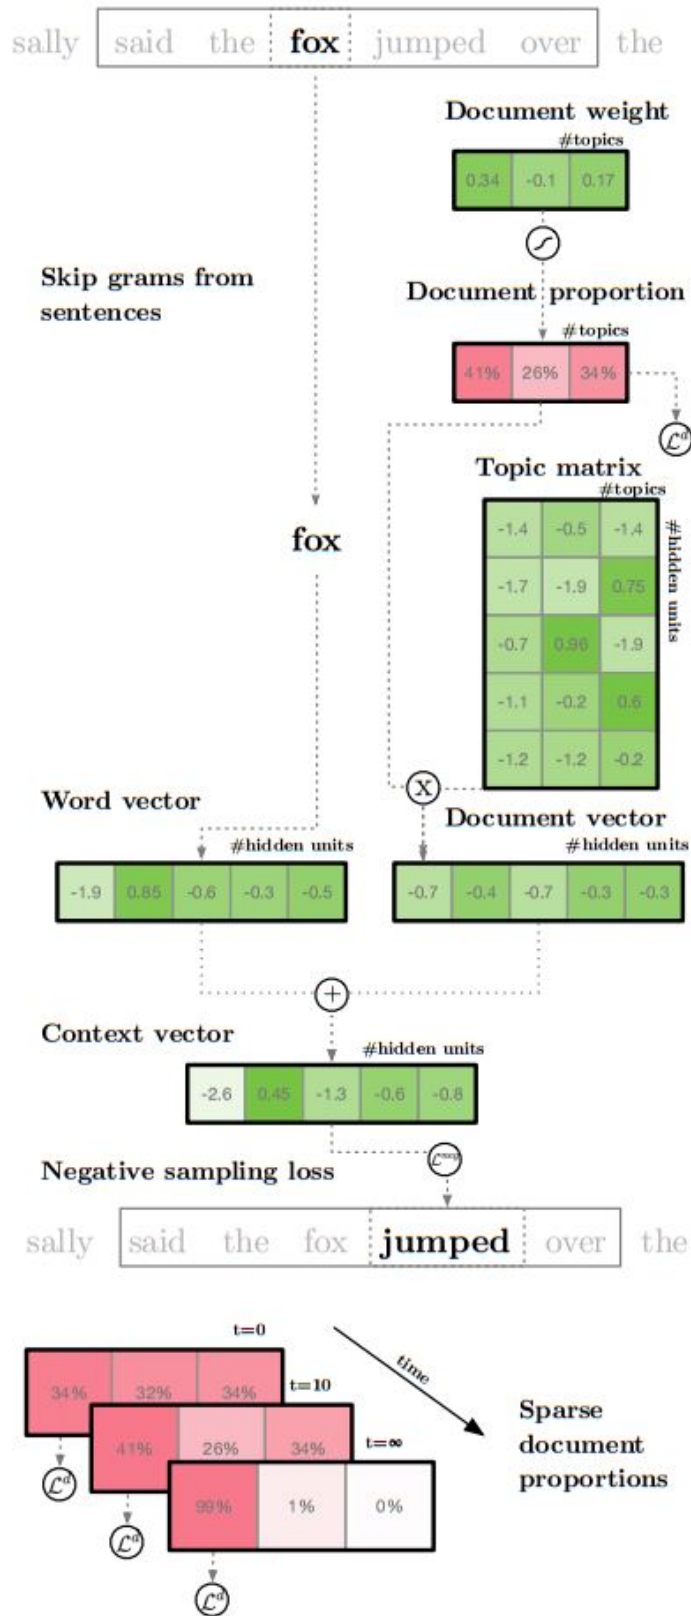 sally said the fox jumped over the
Document weight
#topics
0.34 -0.1 0.17
Skip grams from
sentences
Document proportion
#topics
41% 26% 34%
ℒᵈ
Topic matrix
#topics
#hidden units
-1.4 -0.5 -1.4
-1.7 -1.9 0.75
-0.7 0.96 -1.9
-1.1 -0.2 0.6
-1.2 -1.2 -0.2
fox
X
Word vector
#hidden units
-1.9 0.85 -0.6 -0.3 -0.5
Document vector
#hidden units
-0.7 -0.4 -0.7 -0.3 -0.3
+
Context vector
#hidden units
-2.6 0.45 -1.3 -0.6 -0.8
Negative sampling loss
ℒⁿᵉᵍ
sally said the fox jumped over the
t=0
34% 32% 34%
t=10
41% 26% 34%
t=∞
99% 1% 0%
ℒᵈ
ℒᵈ
ℒᵈ
time
Sparse
document
proportions